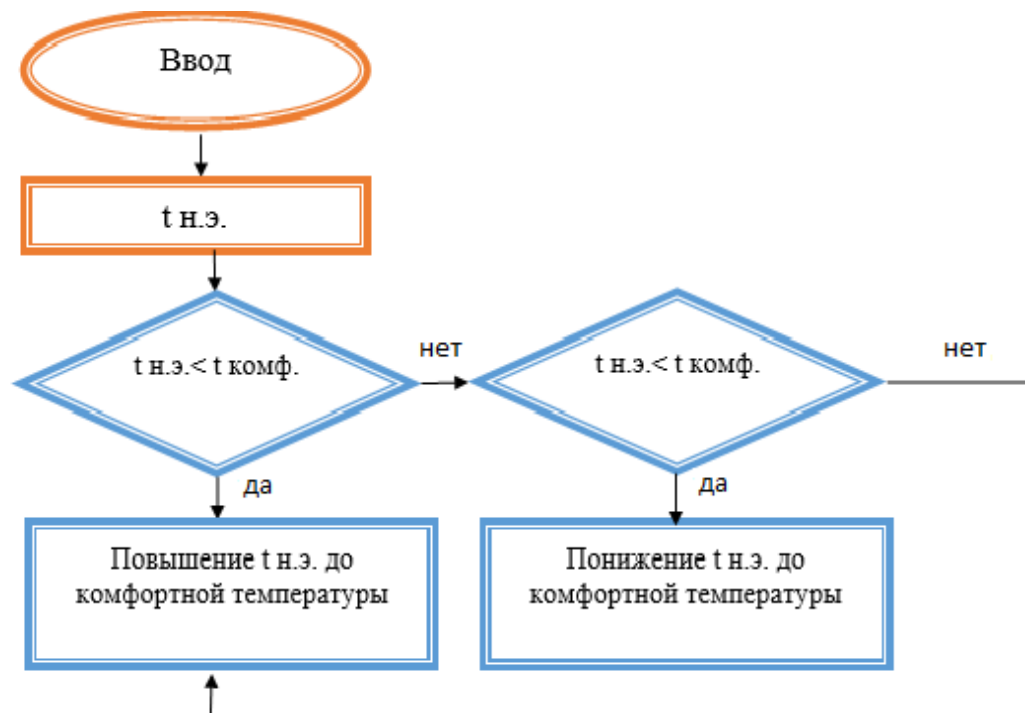 Ввод
t н.э.
t н.э.< t комф.
нет
t н.э.< t комф.
нет
да
да
Повышение t н.э. до
комфортной температуры
Понижение t н.э. до
комфортной температуры